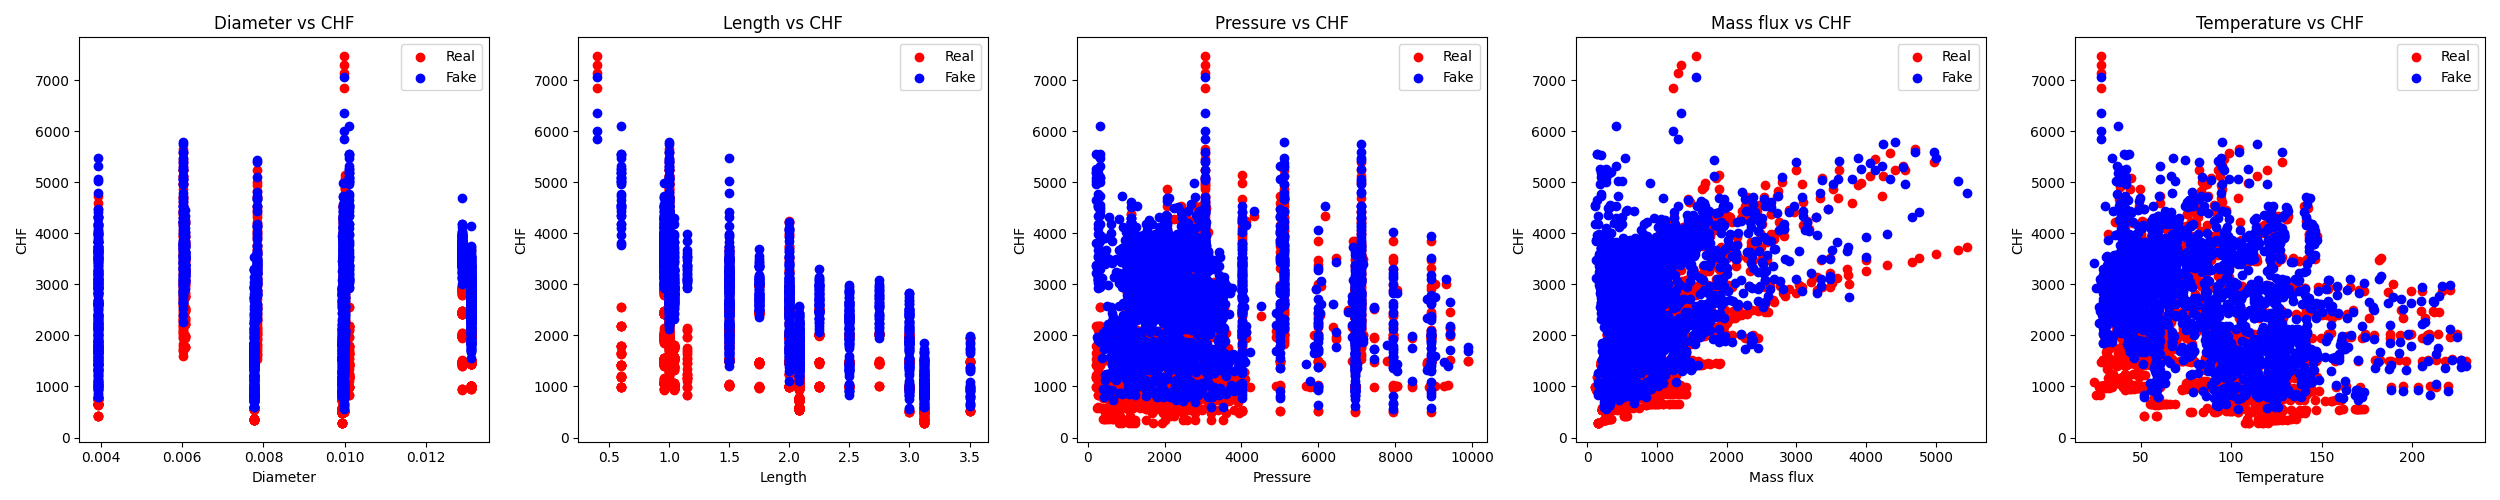 Diameter vs CHF
CHF
7000
6000
5000
4000
3000
2000
1000
0
Real
Fake
0.004 0.006 0.008 0.010 0.012
Diameter
Length vs CHF
CHF
7000
6000
5000
4000
3000
2000
1000
0
Real
Fake
0.5 1.0 1.5 2.0 2.5 3.0 3.5
Length
Pressure vs CHF
CHF
7000
6000
5000
4000
3000
2000
1000
0
Real
Fake
0 2000 4000 6000 8000 10000
Pressure
Mass flux vs CHF
CHF
7000
6000
5000
4000
3000
2000
1000
0
Real
Fake
0 1000 2000 3000 4000 5000
Mass flux
Temperature vs CHF
CHF
7000
6000
5000
4000
3000
2000
1000
0
Real
Fake
50 100 150 200
Temperature